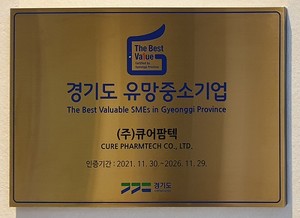 The Best
Value
경기도 유망중소기업
The Best Valuable SMEs in Gyeonggi Province
(주)큐어팜텍
CURE PHARMTECH CO., LTD.
인증기간 : 2021. 11. 30.~2026. 11. 29.
경기도